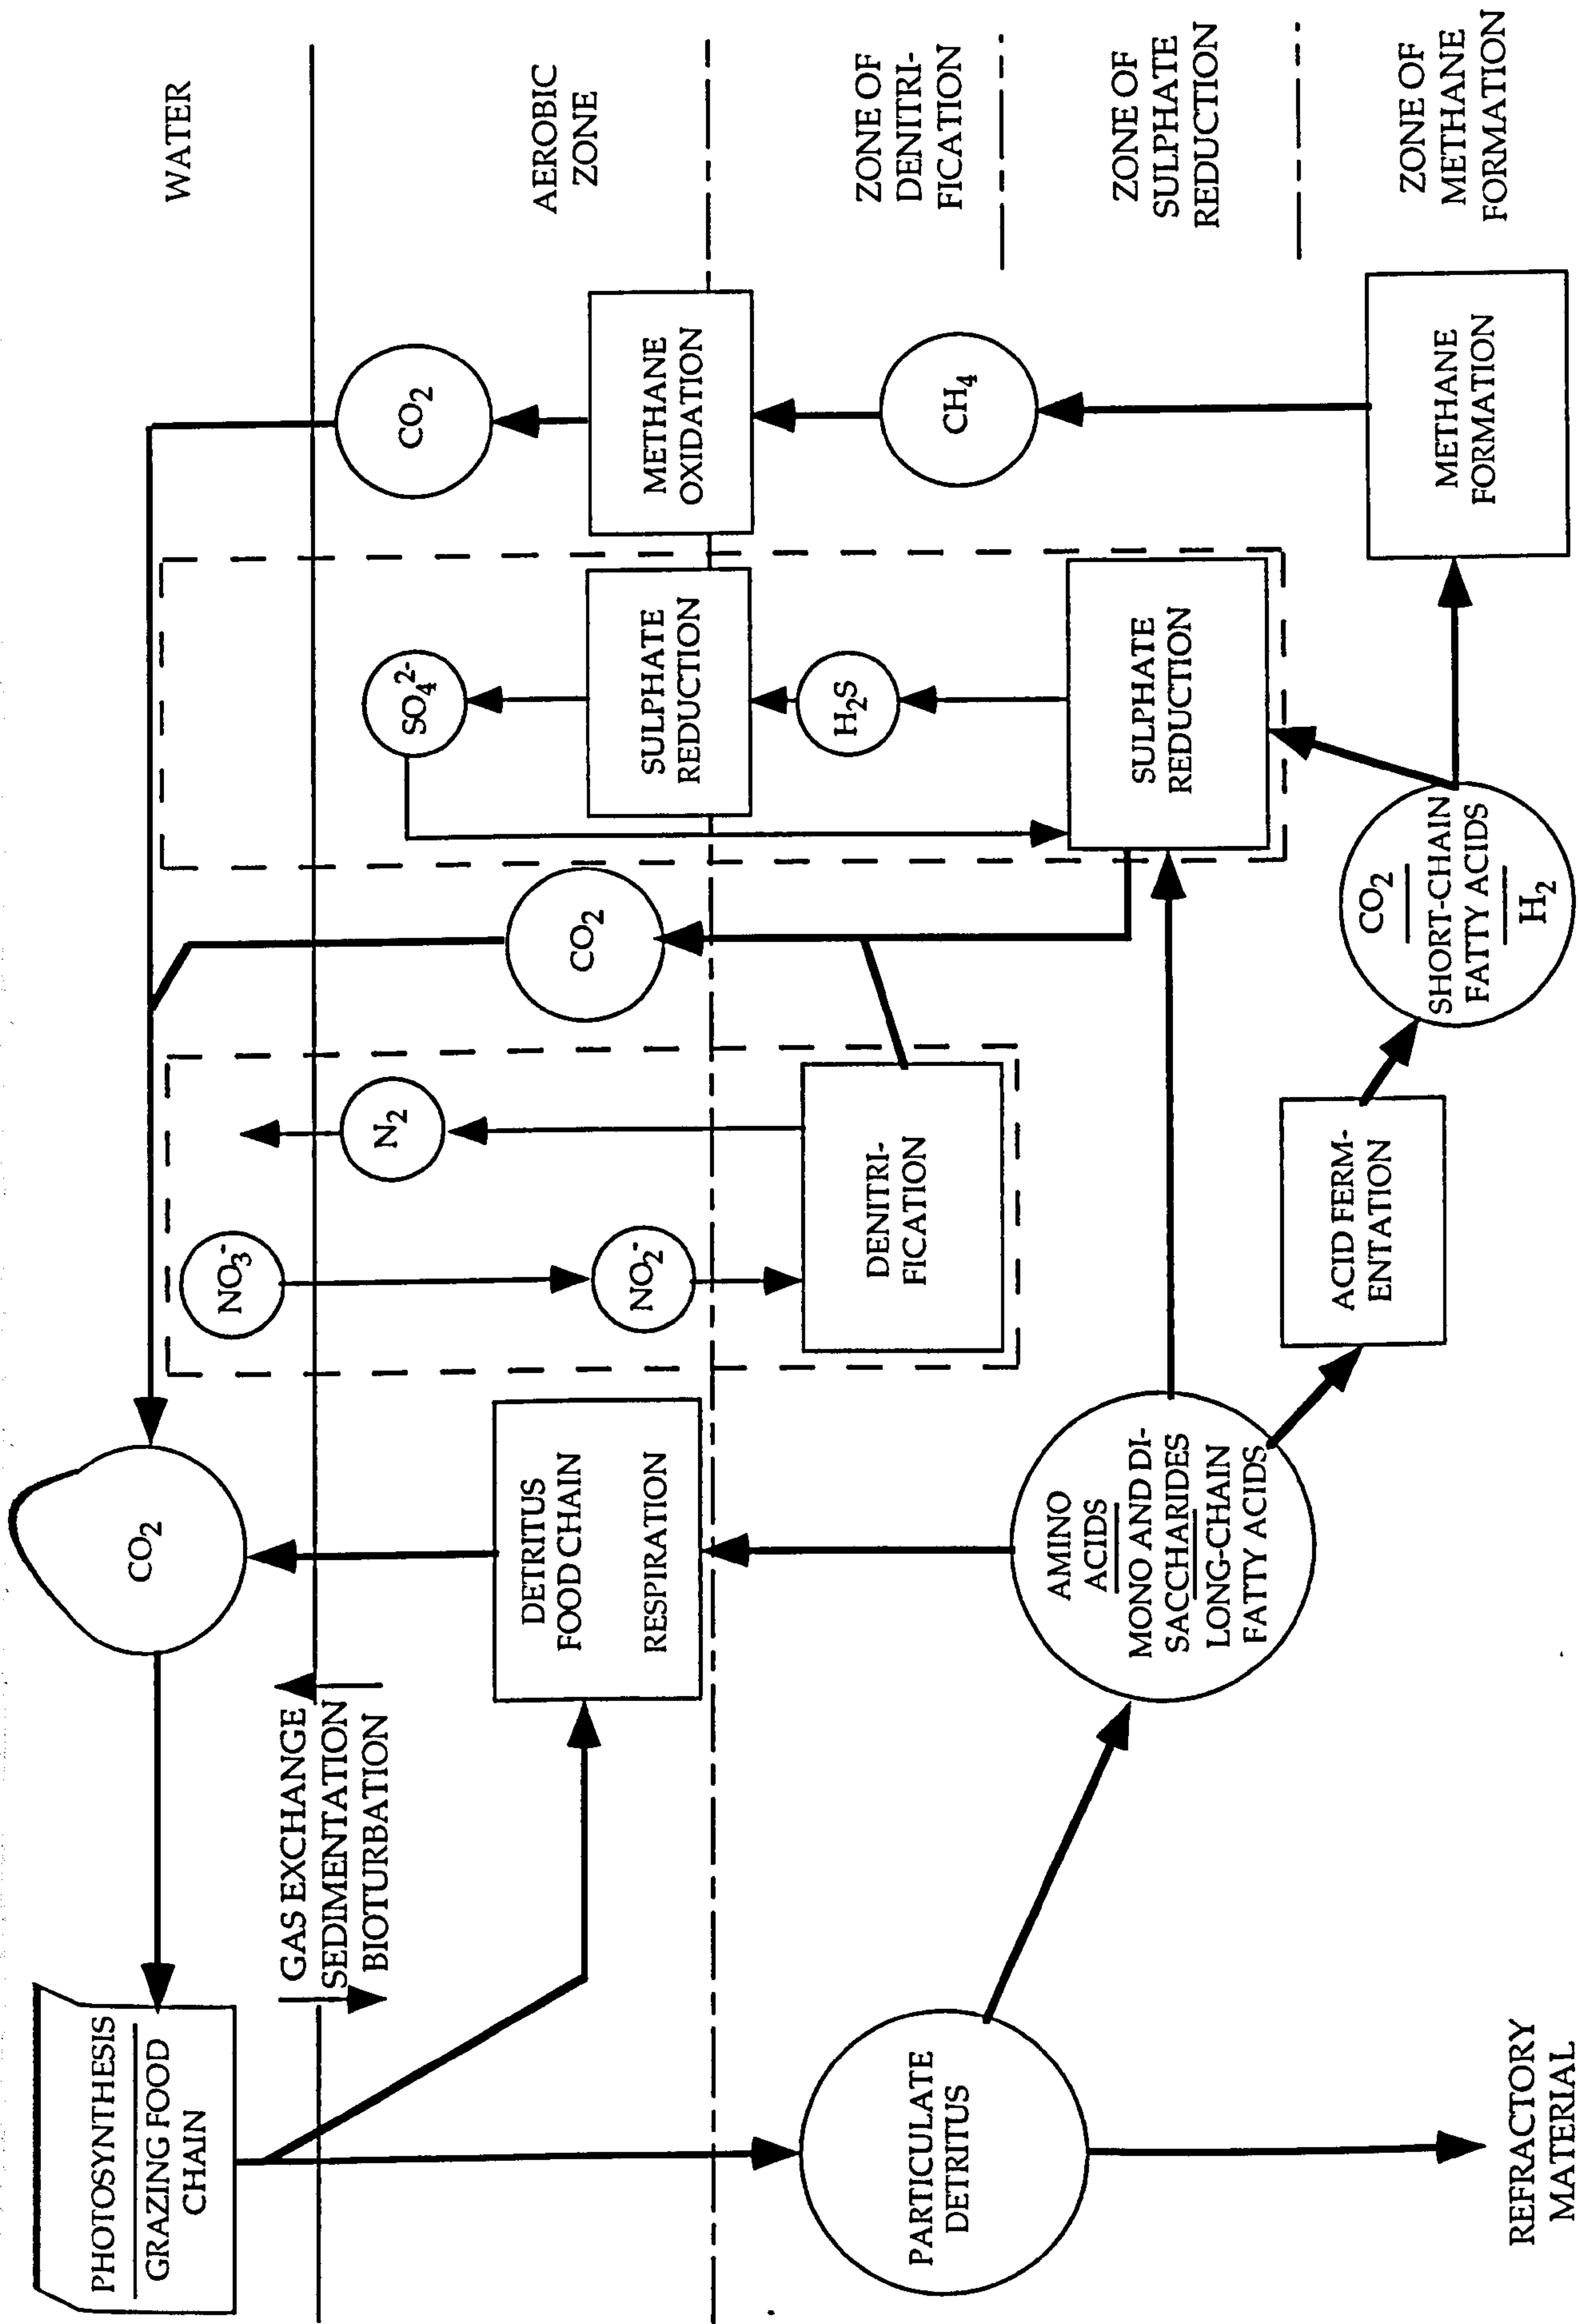 PHOTOSYNTHESIS
GRAZING FOOD
CHAIN
CO2
WATER
GAS EXCHANGE
SEDIMENTATION
BIOTURBATION
NO3-
N2
SO42-
CO2
DETRITUS
FOOD CHAIN
RESPIRATION
NO2-
CO2
SULPHATE
REDUCTION
METHANE
OXIDATION
AEROBIC
ZONE
PARTICULATE
DETRITUS
DENITRI-
FICATION
H2S
CH4
ZONE OF
DENITRI-
FICATION
AMINO
ACIDS
MONO AND DI-
SACCHARIDES
LONG-CHAIN
FATTY ACIDS
SULPHATE
REDUCTION
ZONE OF
SULPHATE
REDUCTION
ACID FERM-
ENTATION
CO2
SHORT-CHAIN
FATTY ACIDS
H2
METHANE
FORMATION
ZONE OF
METHANE
FORMATION
REFRACTORY
MATERIAL